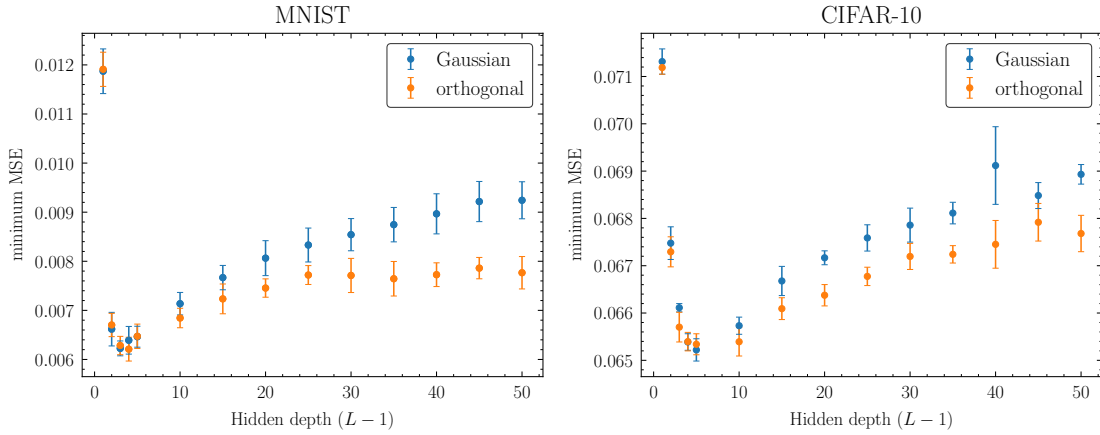 MNIST
0.012
0.011
0.010
0.009
0.008
0.007
0.006
minimum MSE
0 10 20 30 40 50
Hidden depth (L − 1)
Gaussian
orthogonal
CIFAR-10
0.071
0.070
0.069
0.068
0.067
0.066
0.065
minimum MSE
0 10 20 30 40 50
Hidden depth (L − 1)
Gaussian
orthogonal